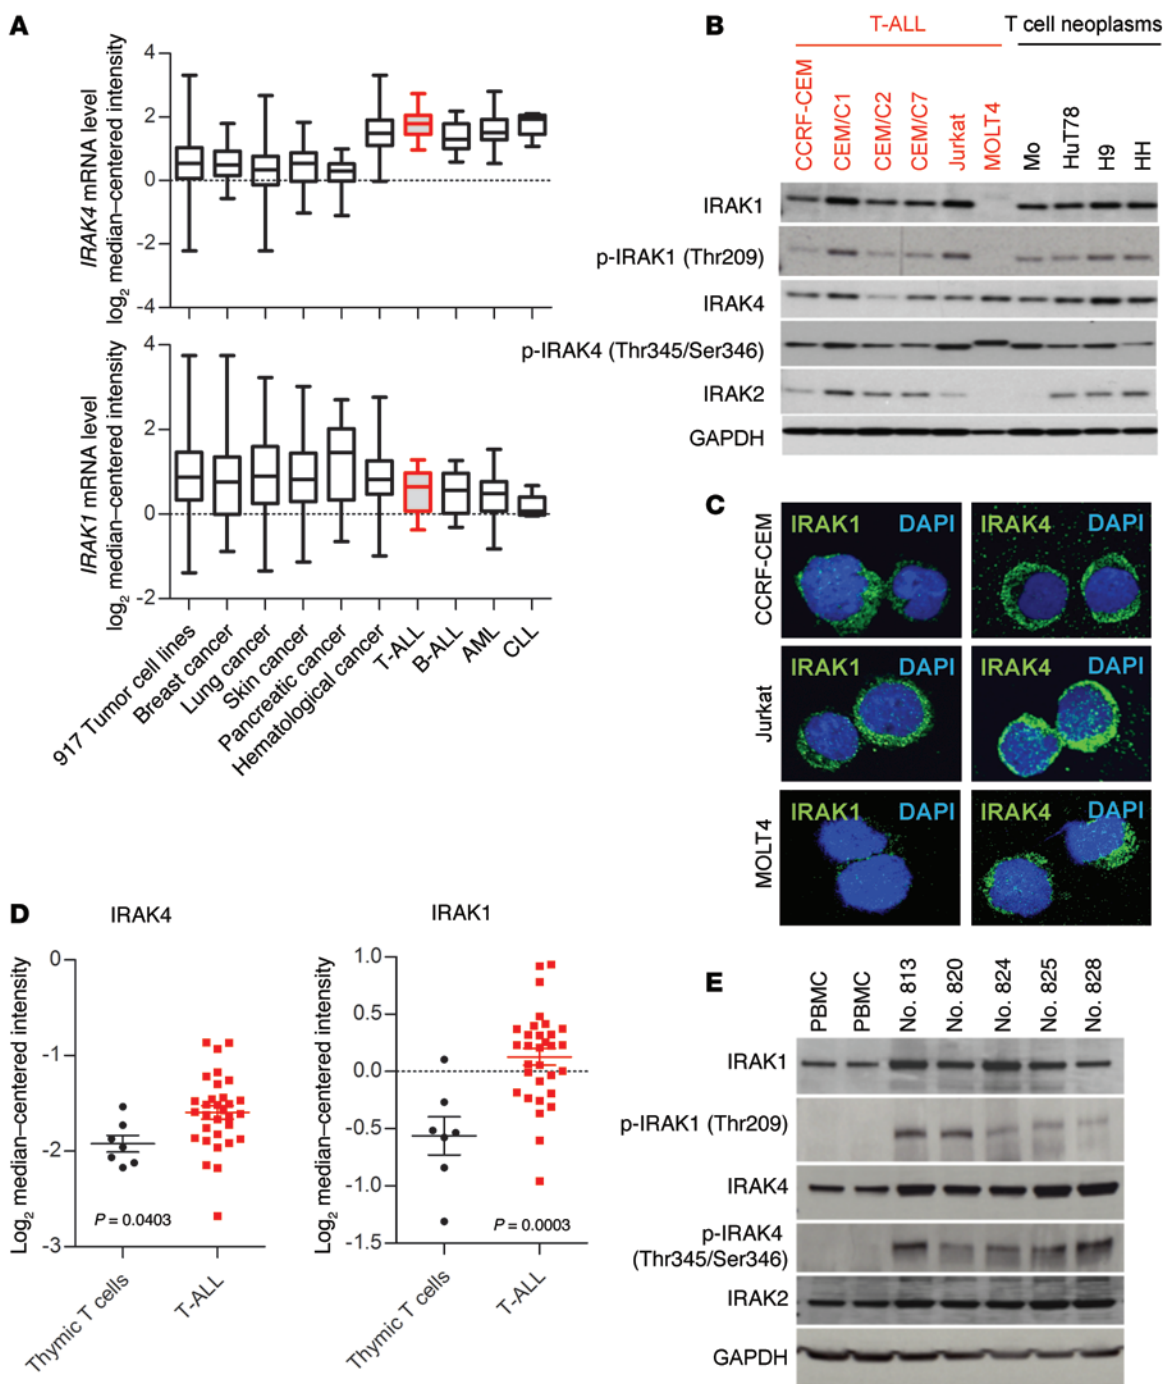 A
IRAK4 mRNA level
log2 median–centered intensity
4
2
0
-2
-4
IRAK1 mRNA level
log2 median–centered intensity
4
2
0
-2
917 Tumor cell lines
Breast cancer
Lung cancer
Skin cancer
Pancreatic cancer
Hematological cancer
T-ALL
B-ALL
AML
CLL
B
T-ALL
T cell neoplasms
CCRF-CEM
CEM/C1
CEM/C2
CEM/C7
Jurkat
MOLT4
Mo
HuT78
H9
HH
IRAK1
p-IRAK1 (Thr209)
IRAK4
p-IRAK4 (Thr345/Ser346)
IRAK2
GAPDH
C
CCRF-CEM
IRAK1 DAPI
IRAK4 DAPI
Jurkat
IRAK1 DAPI
IRAK4 DAPI
MOLT4
IRAK1 DAPI
IRAK4 DAPI
D
IRAK4
Log2 median–centered intensity
0
-1
-2
-3
P = 0.0403
Thymic T cells
T-ALL
IRAK1
Log2 median–centered intensity
1.0
0.5
0.0
-0.5
-1.0
-1.5
P = 0.0003
Thymic T cells
T-ALL
E
PBMC
PBMC
No. 813
No. 820
No. 824
No. 825
No. 828
IRAK1
p-IRAK1 (Thr209)
IRAK4
p-IRAK4
(Thr345/Ser346)
IRAK2
GAPDH